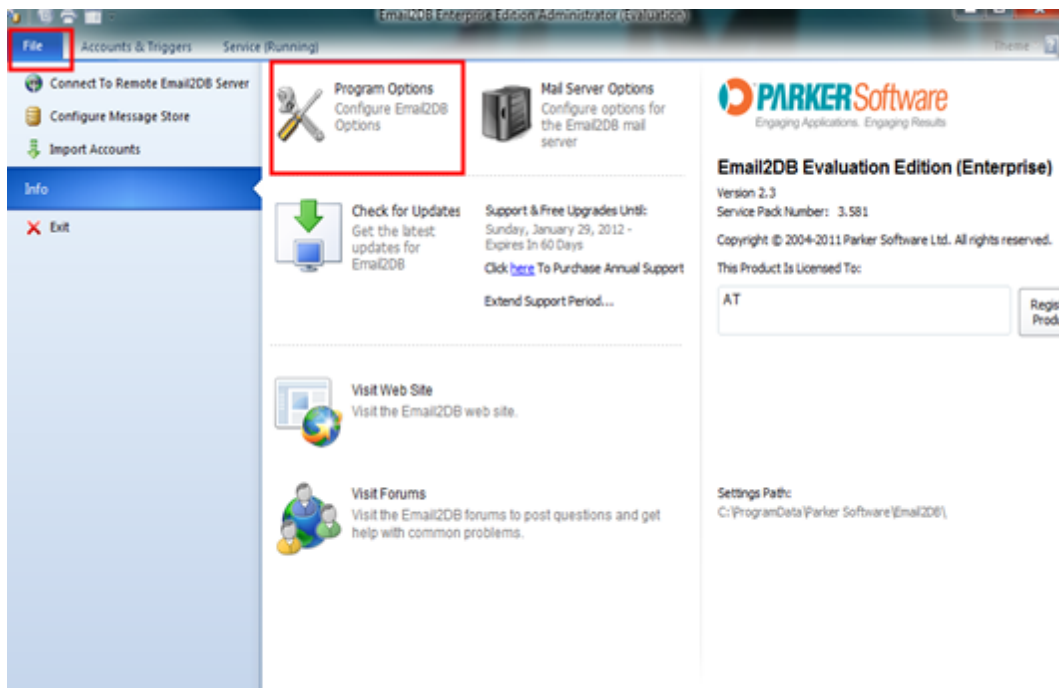 Email2DB Enterprise Edition Administrator (Evaluation)
File
Accounts & Triggers
Service (Running)
Theme
Connect To Remote Email2DB Server
Configure Message Store
Import Accounts
Info
Exit
Program Options
Configure Email2DB
Options
Mail Server Options
Configure options for
the Email2DB mail
server
Check for Updates
Get the latest
updates for
Email2DB
Support & Free Upgrades Until:
Sunday, January 29, 2012 -
Expires In 60 Days
Click here To Purchase Annual Support
Extend Support Period...
Visit Web Site
Visit the Email2DB web site.
Visit Forums
Visit the Email2DB forums to post questions and get
help with common problems.
PARKER Software
Engaging Applications. Engaging Results
Email2DB Evaluation Edition (Enterprise)
Version 2.3
Service Pack Number: 3.581
Copyright © 2004-2011 Parker Software Ltd. All rights reserved.
This Product Is Licensed To:
AT
Regis
Produ
Settings Path:
C:\ProgramData\Parker Software\Email2DB\